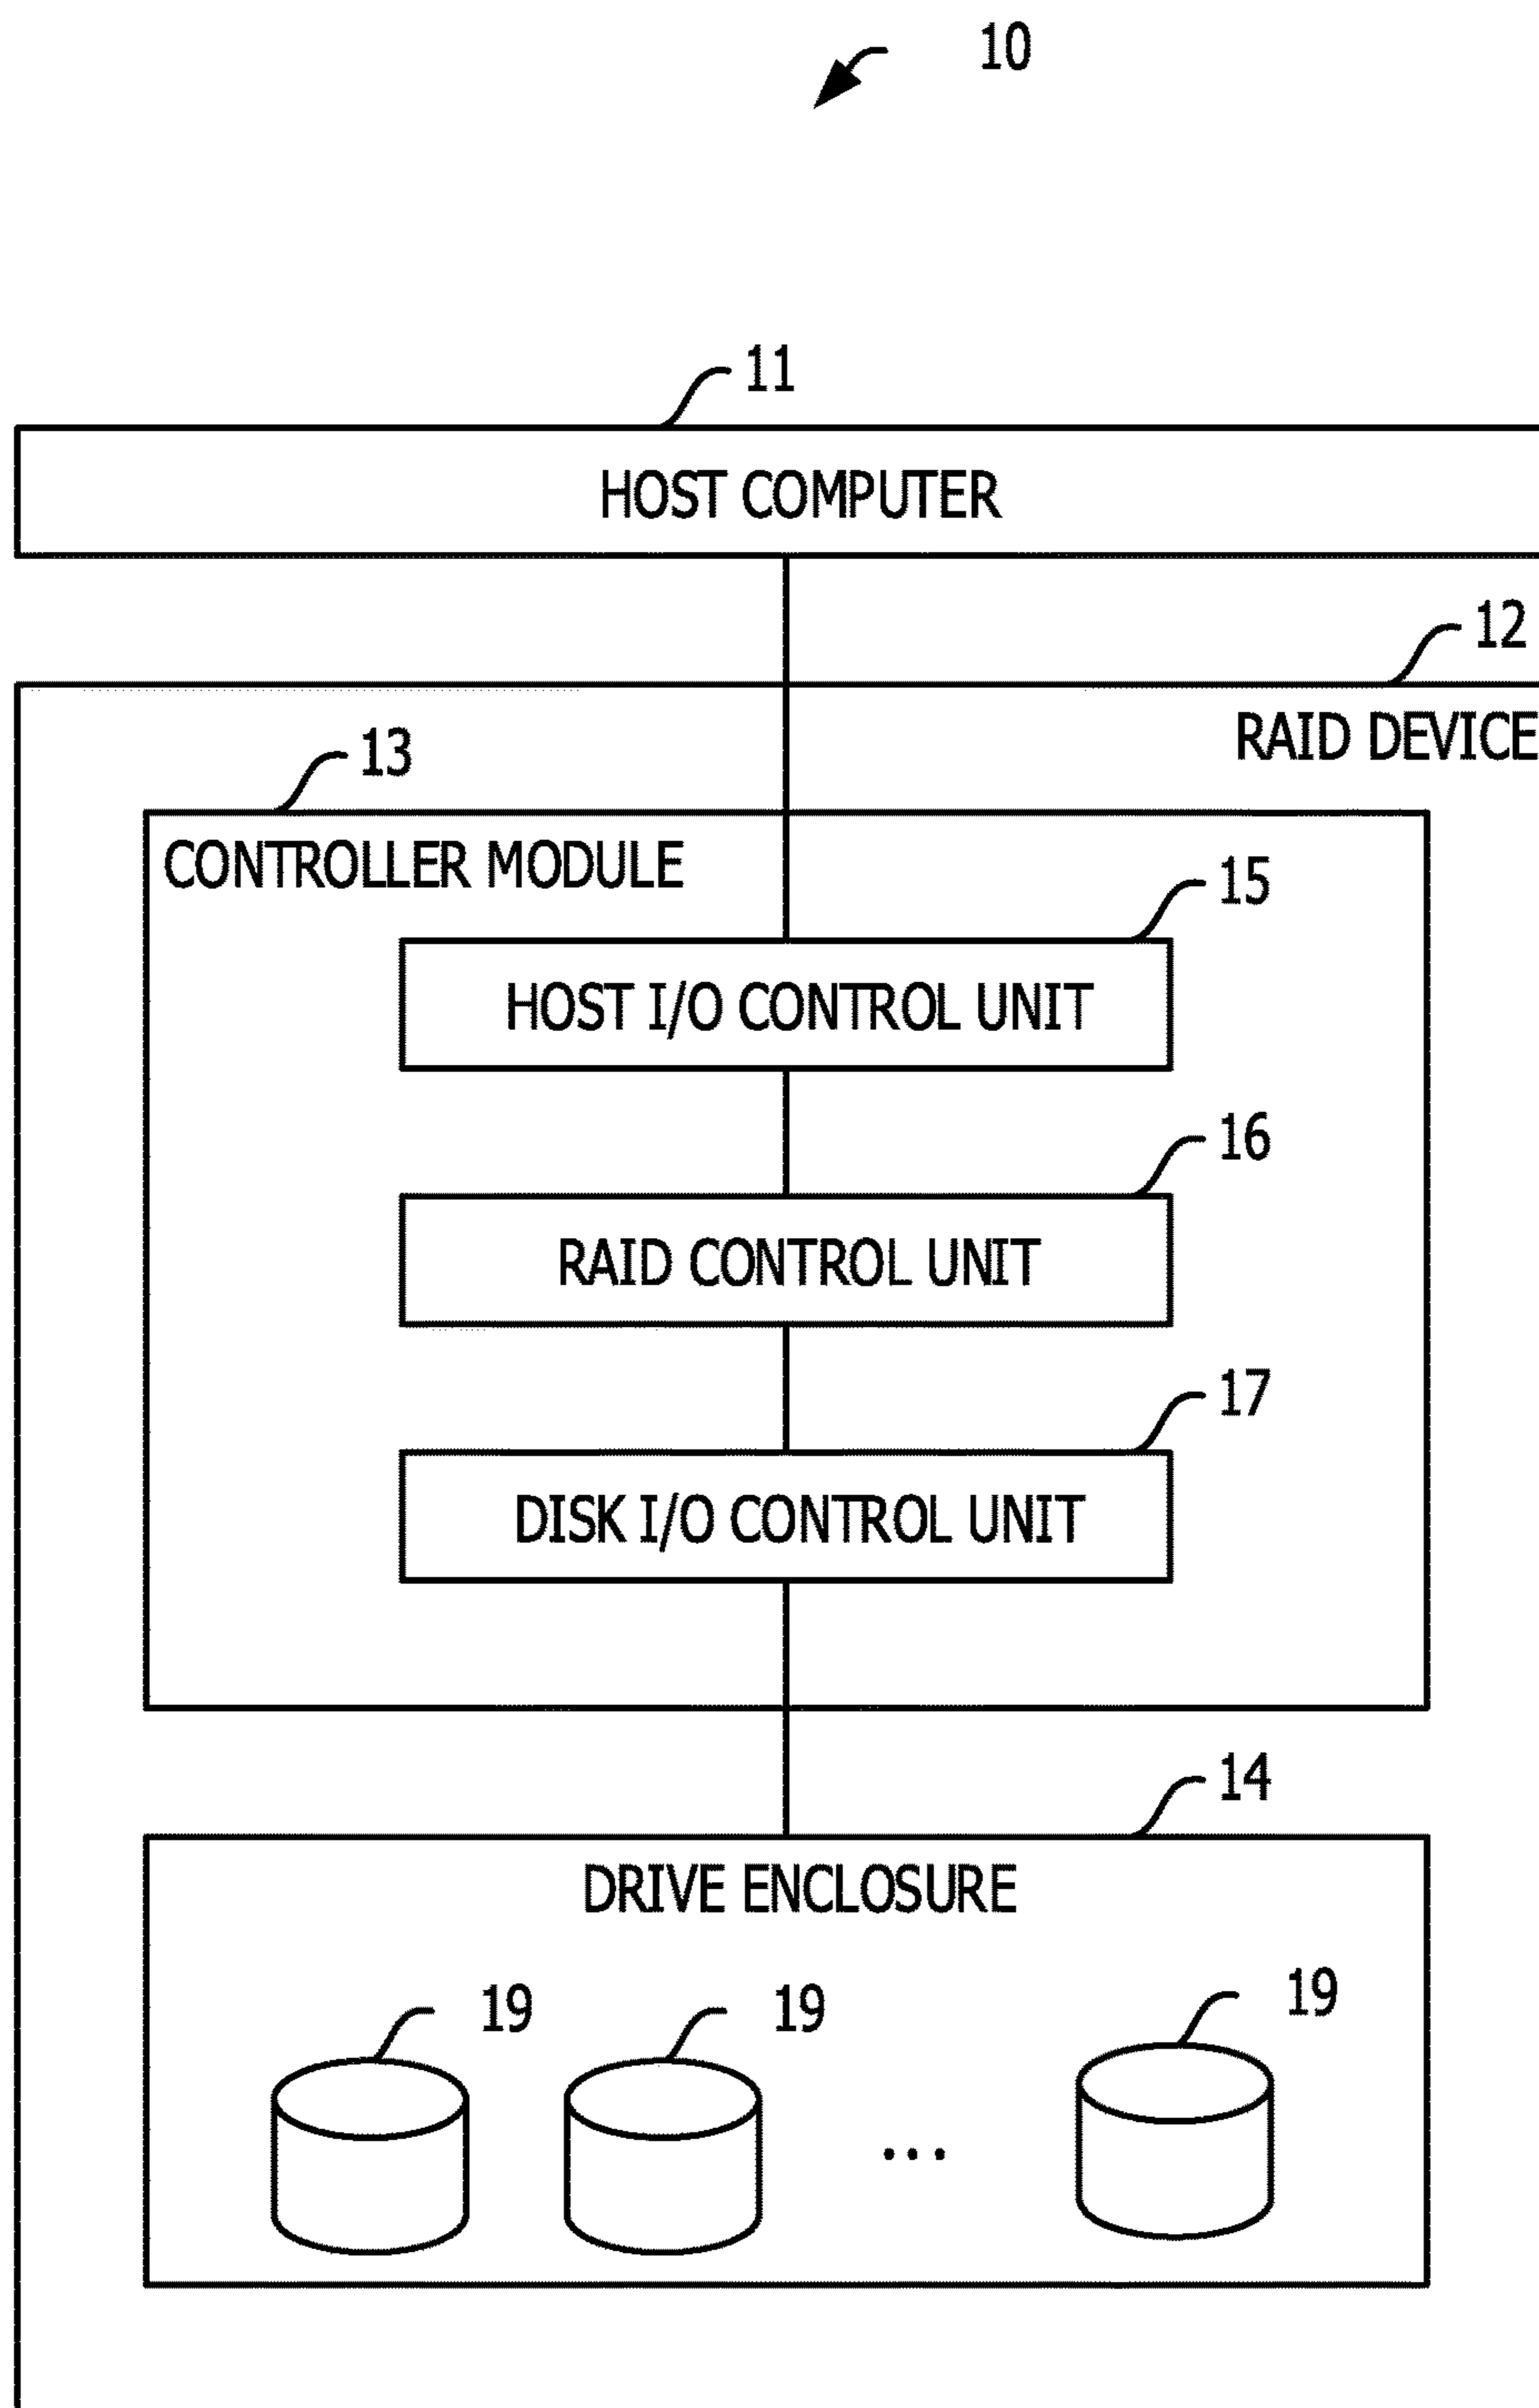 10
11
HOST COMPUTER
12
RAID DEVICE
13
CONTROLLER MODULE
15
HOST I/O CONTROL UNIT
16
RAID CONTROL UNIT
17
DISK I/O CONTROL UNIT
14
DRIVE ENCLOSURE
19
19
19
...